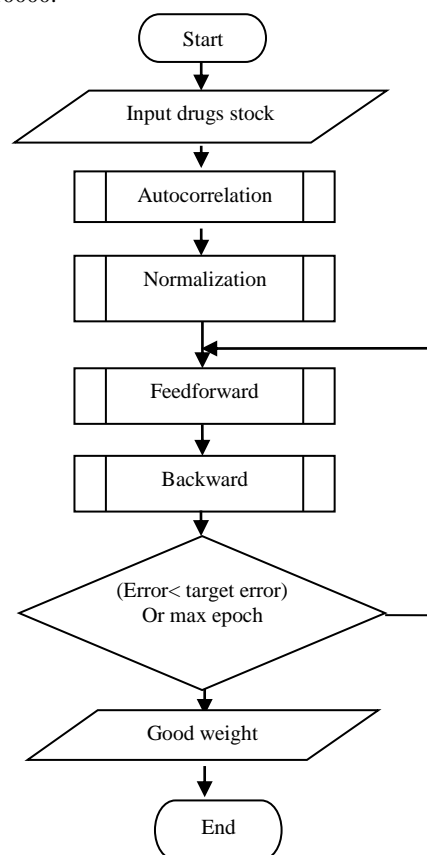 Start
Input drugs stock
Autocorrelation
Normalization
Feedforward
Backward
(Error< target error)
Or max epoch
Good weight
End